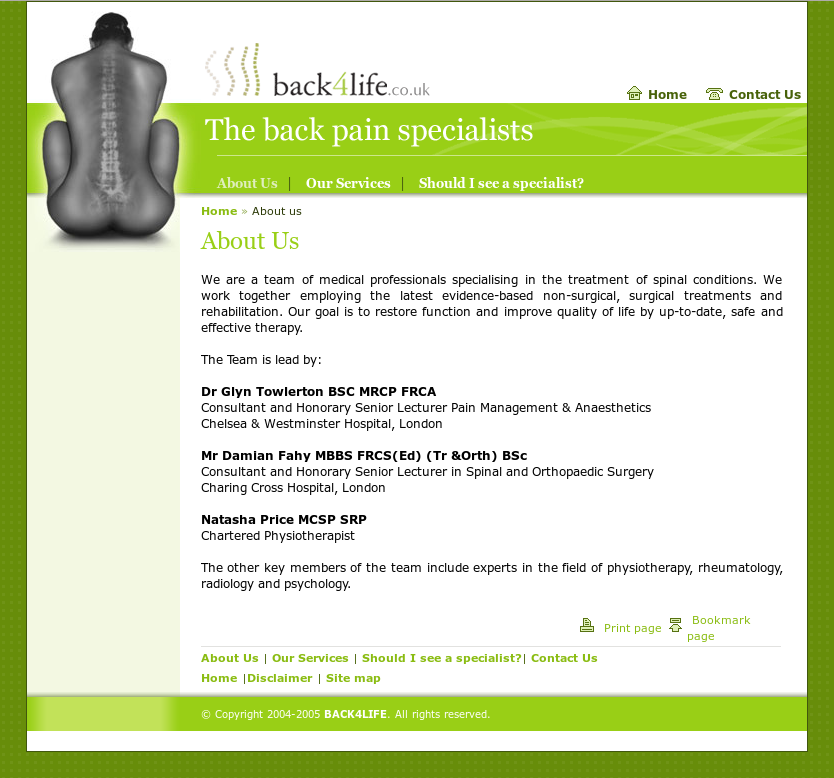 back4life.co.uk
Home Contact Us
The back pain specialists
About Us | Our Services | Should I see a specialist?
Home » About us
About Us
We are a team of medical professionals specialising in the treatment of spinal conditions. We
work together employing the latest evidence-based non-surgical, surgical treatments and
rehabilitation. Our goal is to restore function and improve quality of life by up-to-date, safe and
effective therapy.
The Team is lead by:
Dr Glyn Towlerton BSC MRCP FRCA
Consultant and Honorary Senior Lecturer Pain Management & Anaesthetics
Chelsea & Westminster Hospital, London
Mr Damian Fahy MBBS FRCS(Ed) (Tr &Orth) BSc
Consultant and Honorary Senior Lecturer in Spinal and Orthopaedic Surgery
Charing Cross Hospital, London
Natasha Price MCSP SRP
Chartered Physiotherapist
The other key members of the team include experts in the field of physiotherapy, rheumatology,
radiology and psychology.
Print page
Bookmark
page
About Us | Our Services | Should I see a specialist?| Contact Us
Home |Disclaimer | Site map
© Copyright 2004-2005 BACK4LIFE. All rights reserved.